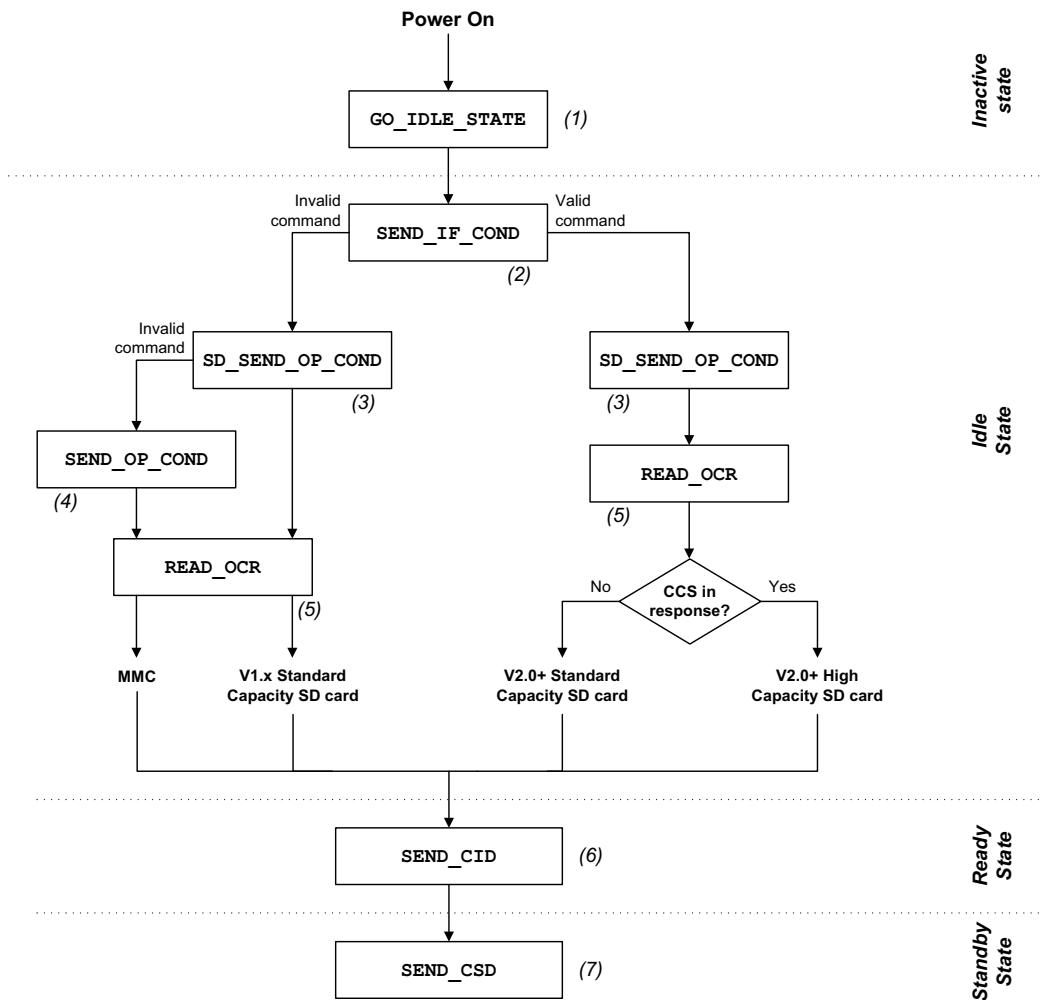 Power On
GO_IDLE_STATE
(1)
Inactive
state
Invalid
command
Valid
command
SEND_IF_COND
(2)
Invalid
command
SD_SEND_OP_COND
(3)
SD_SEND_OP_COND
(3)
SEND_OP_COND
(4)
READ_OCR
(5)
Idle
State
READ_OCR
(5)
No
CCS in
response?
Yes
MMC
V1.x Standard
Capacity SD card
V2.0+ Standard
Capacity SD card
V2.0+ High
Capacity SD card
SEND_CID
(6)
Ready
State
SEND_CSD
(7)
Standby
State